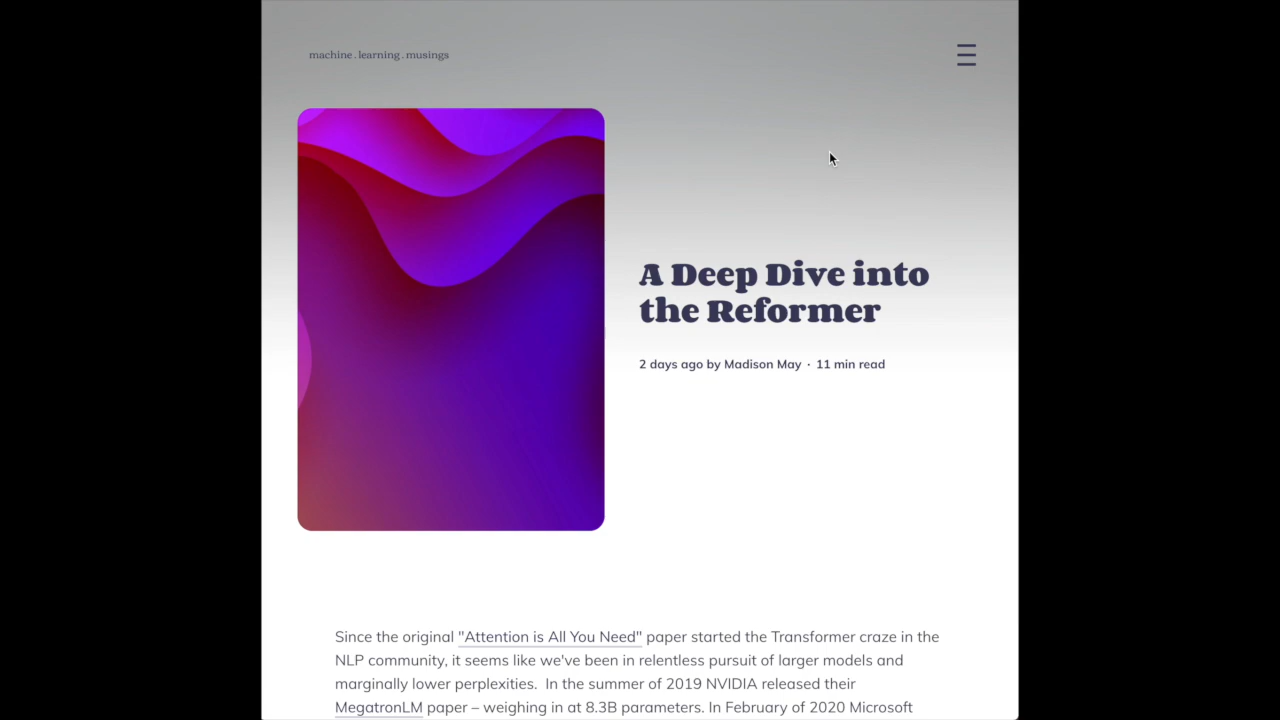 machine.learning.musings
A Deep Dive into
the Reformer
2 days ago by Madison May · 11 min read
Since the original "Attention is All You Need" paper started the Transformer craze in the
NLP community, it seems like we've been in relentless pursuit of larger models and
marginally lower perplexities.  In the summer of 2019 NVIDIA released their
MegatronLM paper – weighing in at 8.3B parameters. In February of 2020 Microsoft